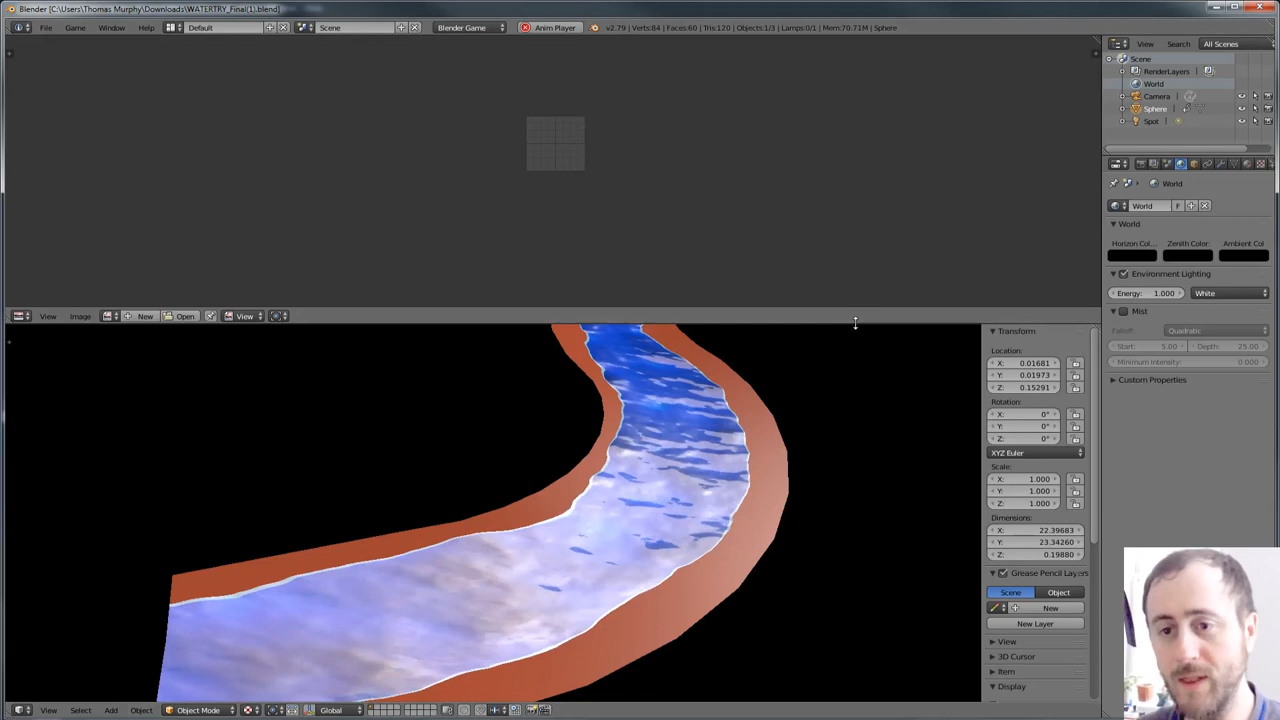 Blender [C:\Users\Thomas Murphy\Downloads\WATERTRY_Final(1).blend]
File Game Window Help Default Scene Blender Game Anim Player v2.79 | Verts:84 | Faces:60 | Tris:120 | Objects:1/3 | Lamps:0/1 | Mem:70.71M | Sphere
View Search All Scenes
Scene
RenderLayers
World
Camera
Sphere
Spot
World
World F
World
Horizon Col... Zenith Color: Ambient Col
Environment Lighting
Energy: 1.000 White
Mist
Falloff: Quadratic
Start: 5.00 Depth: 25.00
Minimum Intensity: 0.000
Custom Properties
View Image New Open View
Transform
Location:
X: 0.01681
Y: 0.01973
Z: 0.15291
Rotation:
X: 0°
Y: 0°
Z: 0°
XYZ Euler
Scale:
X: 1.000
Y: 1.000
Z: 1.000
Dimensions:
X: 22.39683
Y: 23.34260
Z: 0.19880
Grease Pencil Layers
Scene Object
New
New Layer
View
3D Cursor
Item
Display
View Select Add Object Object Mode Global